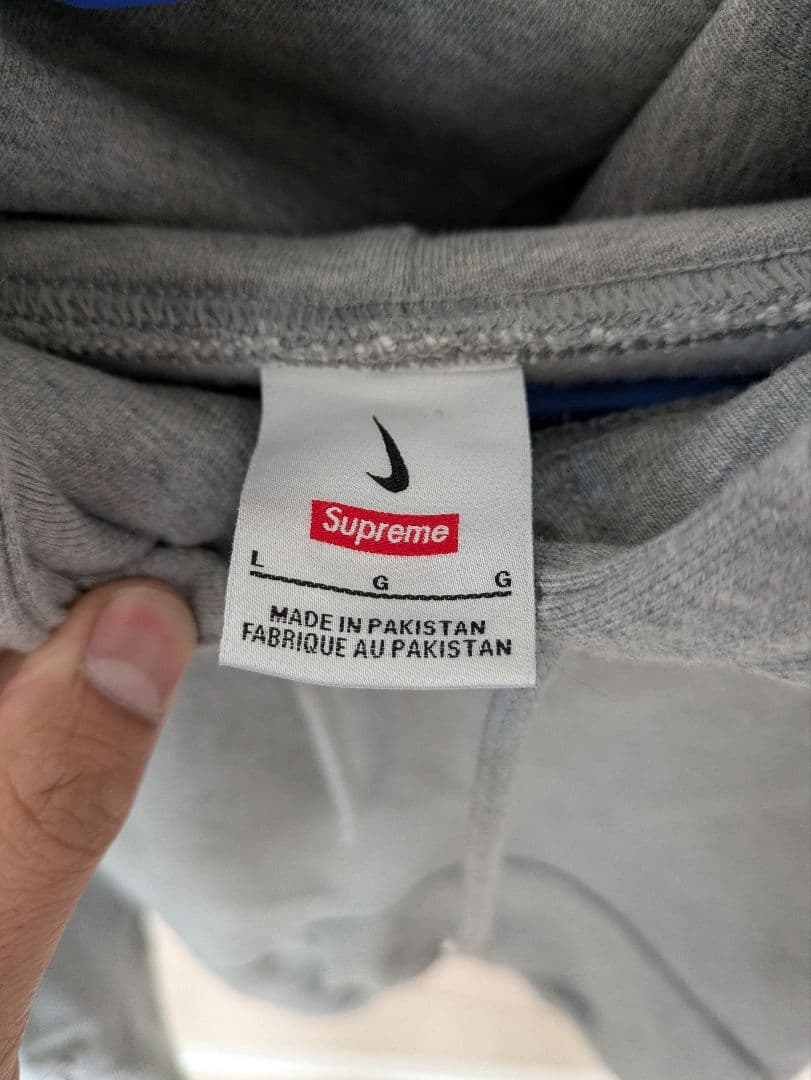 Supreme
L G G
MADE IN PAKISTAN
FABRIQUE AU PAKISTAN